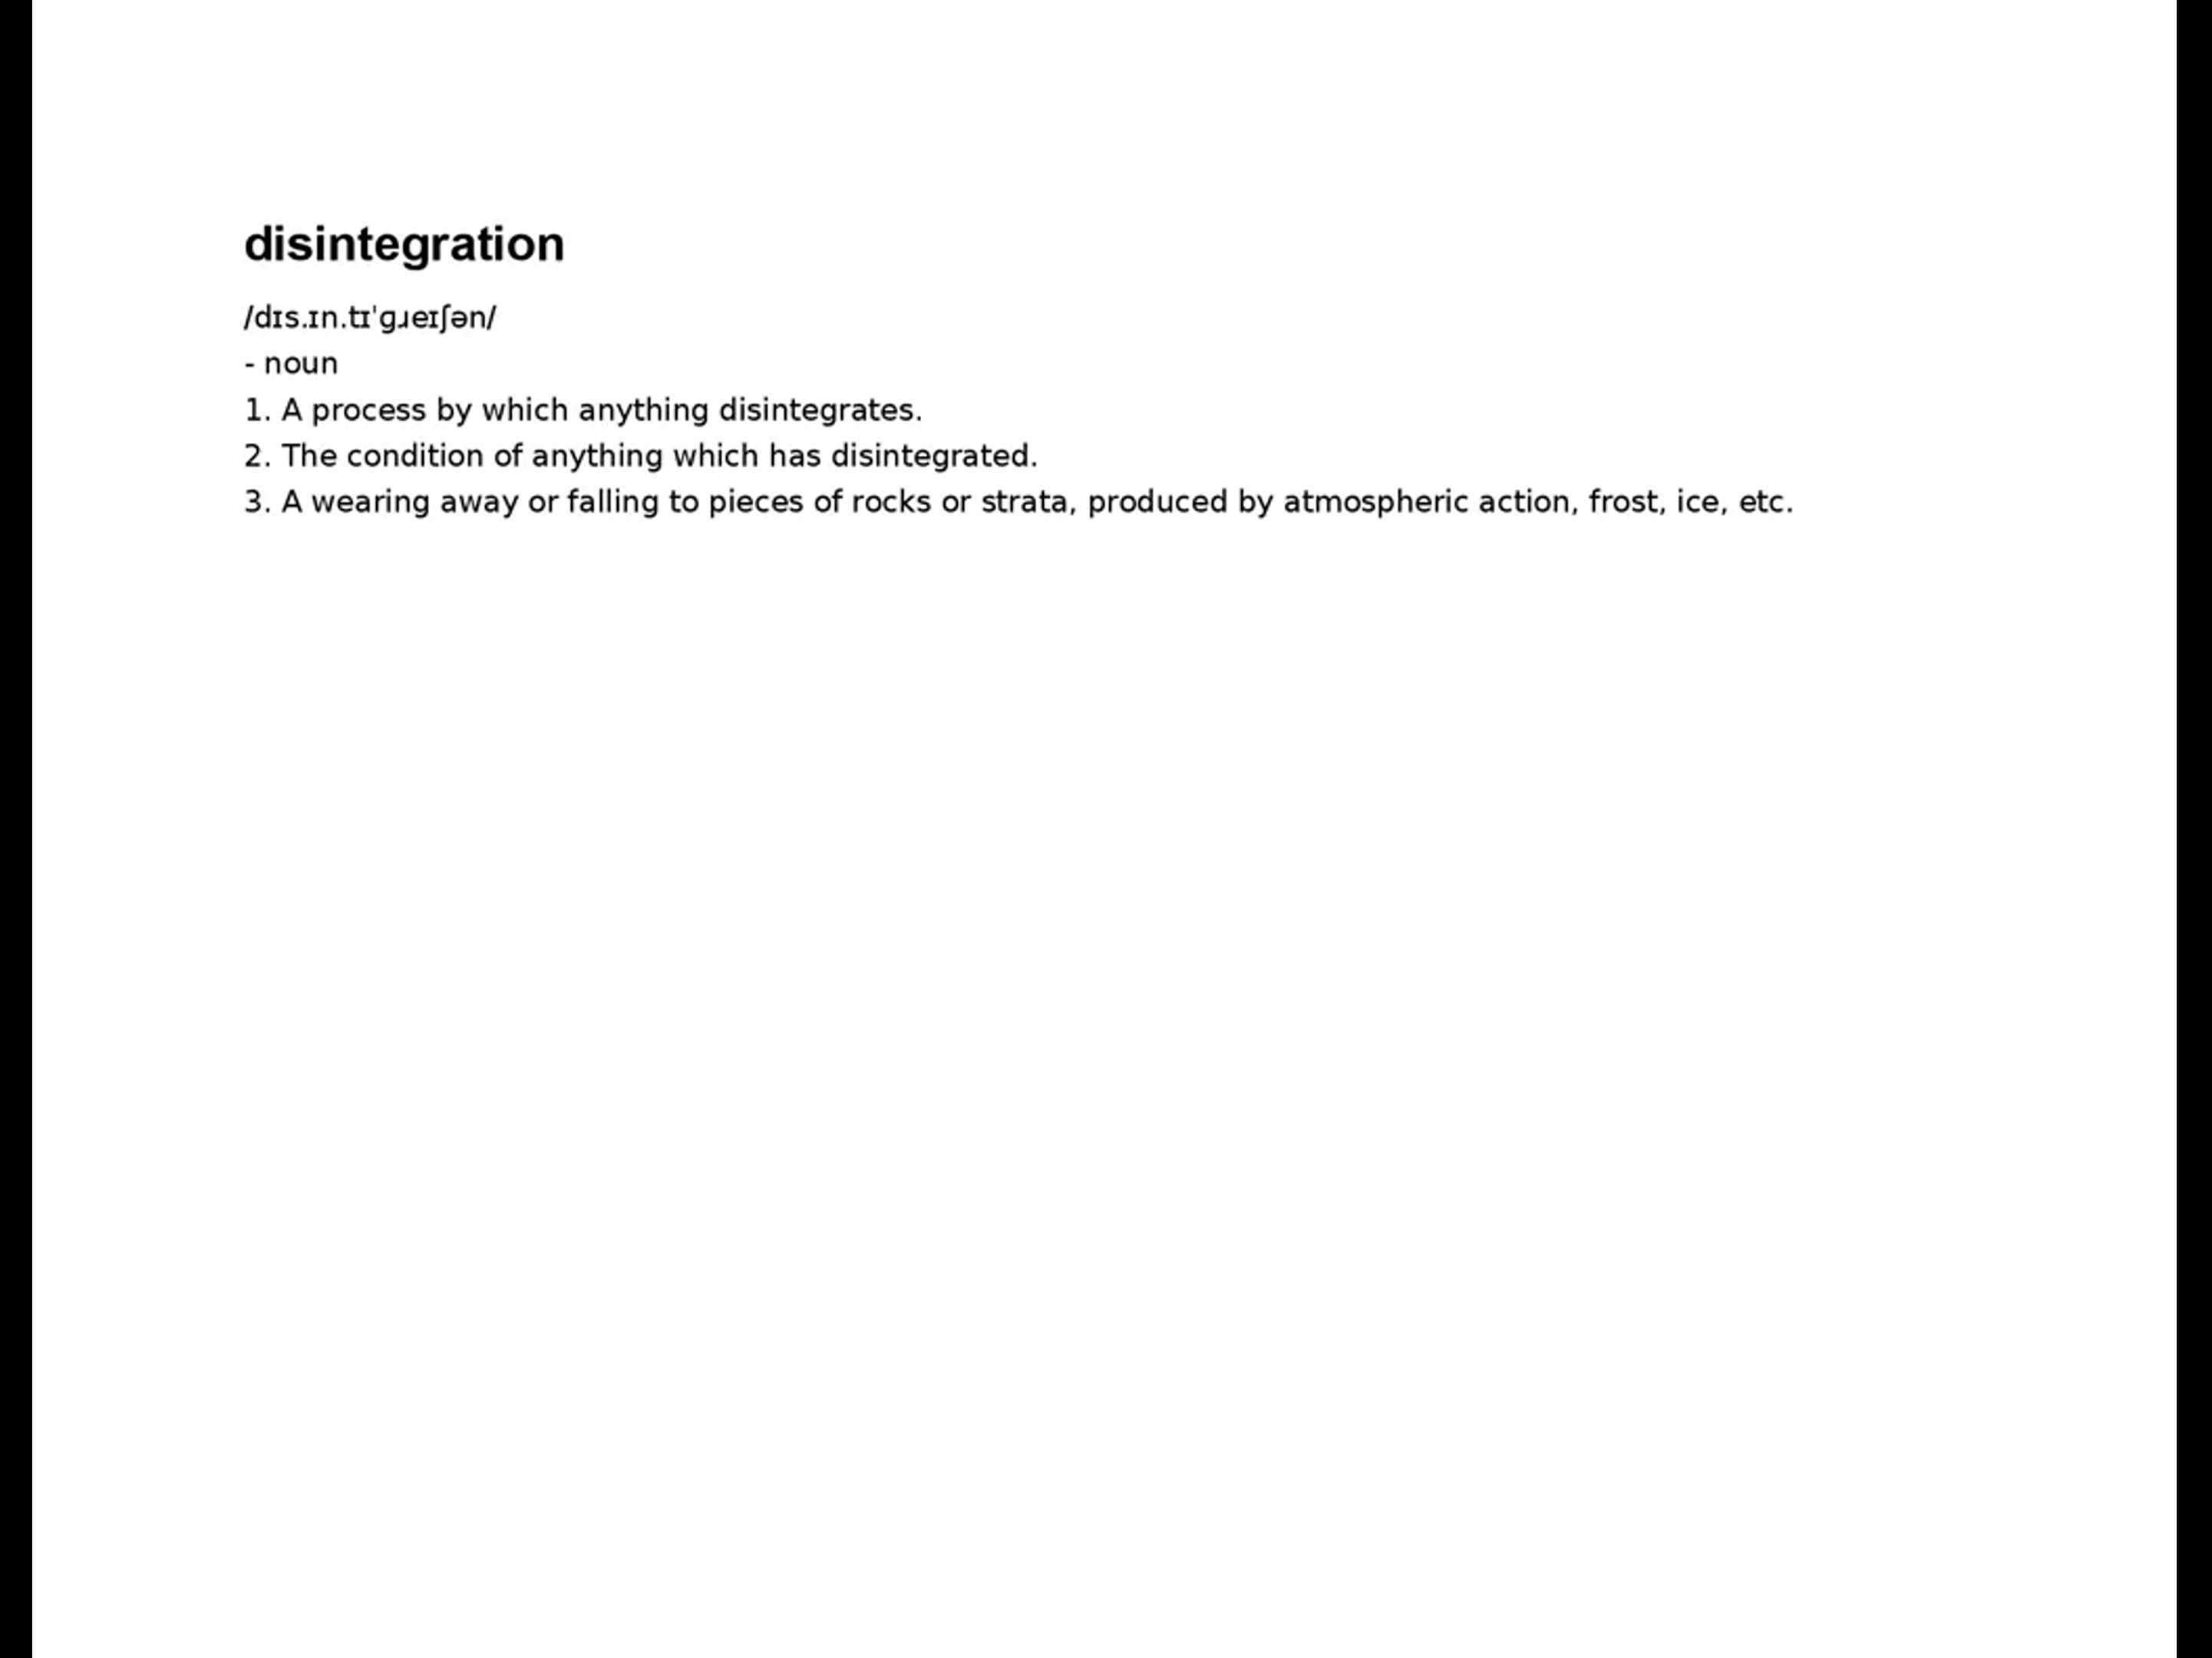 disintegration
/dɪs.ɪn.tɪˈɡɹeɪʃən/
- noun
1. A process by which anything disintegrates.
2. The condition of anything which has disintegrated.
3. A wearing away or falling to pieces of rocks or strata, produced by atmospheric action, frost, ice, etc.